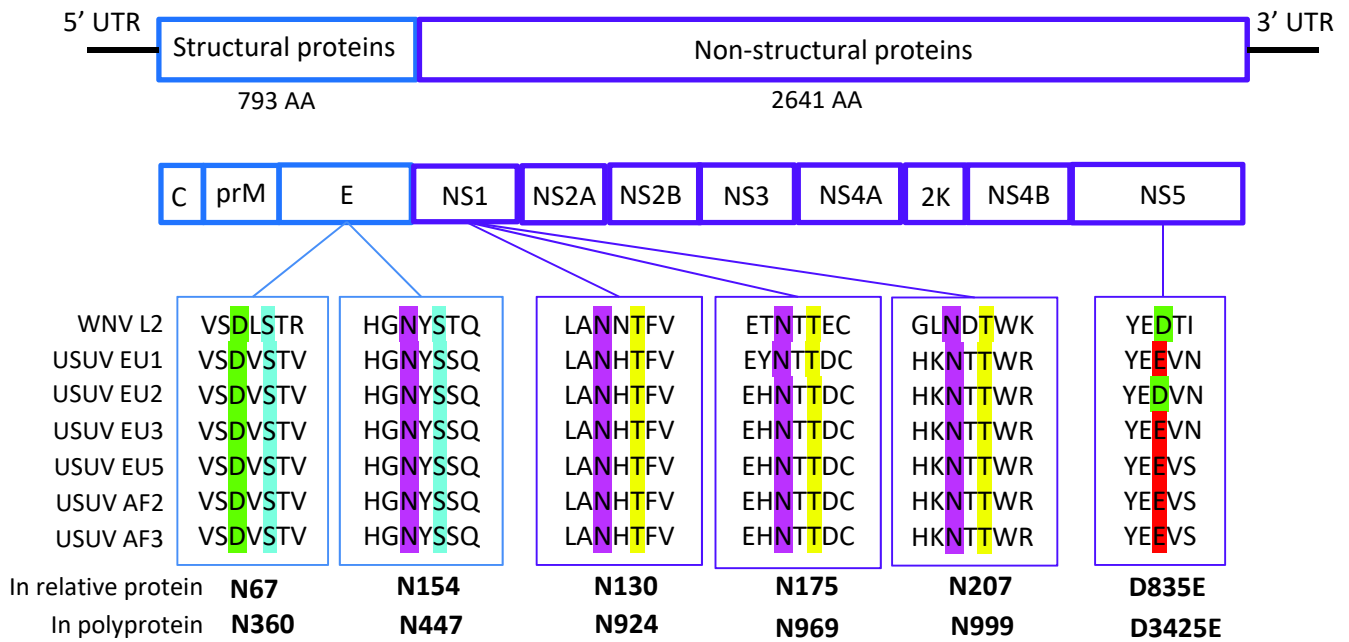 5’ UTR Structural proteins Non-structural proteins 3’ UTR
793 AA 2641 AA
C prM E NS1 NS2A NS2B NS3 NS4A 2K NS4B NS5
WNV L2 VSDLSTR HGNYSTQ LANNTFV ETNTTEC GLNDTWK YEDTI
USUV EU1 VSDVSTV HGNYSSQ LANHTFV EYNTTDC HKNTTWR YEEVN
USUV EU2 VSDVSTV HGNYSSQ LANHTFV EHNTTDC HKNTTWR YEDVN
USUV EU3 VSDVSTV HGNYSSQ LANHTFV EHNTTDC HKNTTWR YEEVN
USUV EU5 VSDVSTV HGNYSSQ LANHTFV EHNTTDC HKNTTWR YEEVS
USUV AF2 VSDVSTV HGNYSSQ LANHTFV EHNTTDC HKNTTWR YEEVS
USUV AF3 VSDVSTV HGNYSSQ LANHTFV EHNTTDC HKNTTWR YEEVS
In relative protein N67 N154 N130 N175 N207 D835E
In polyprotein N360 N447 N924 N969 N999 D3425E